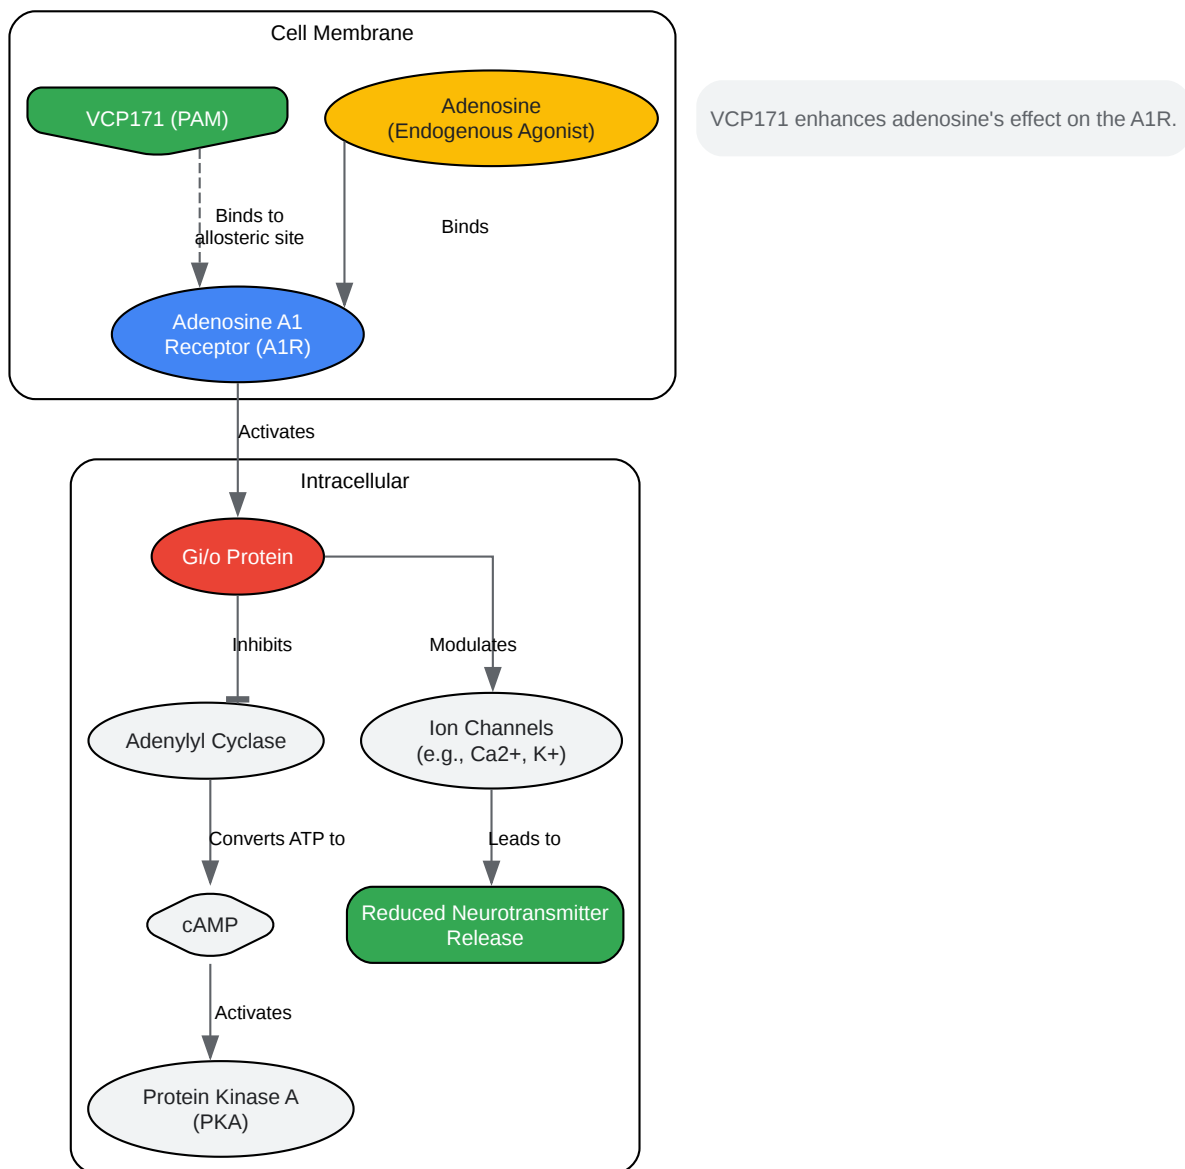 Cell Membrane
VCP171 (PAM)
Adenosine
(Endogenous Agonist)
VCP171 enhances adenosine's effect on the A1R.
Binds to
allosteric site
Binds
Adenosine A1
Receptor (A1R)
Activates
Intracellular
Gi/o Protein
Inhibits
Modulates
Adenylyl Cyclase
Ion Channels
(e.g., Ca2+, K+)
Converts ATP to
Leads to
cAMP
Reduced Neurotransmitter
Release
Activates
Protein Kinase A
(PKA)